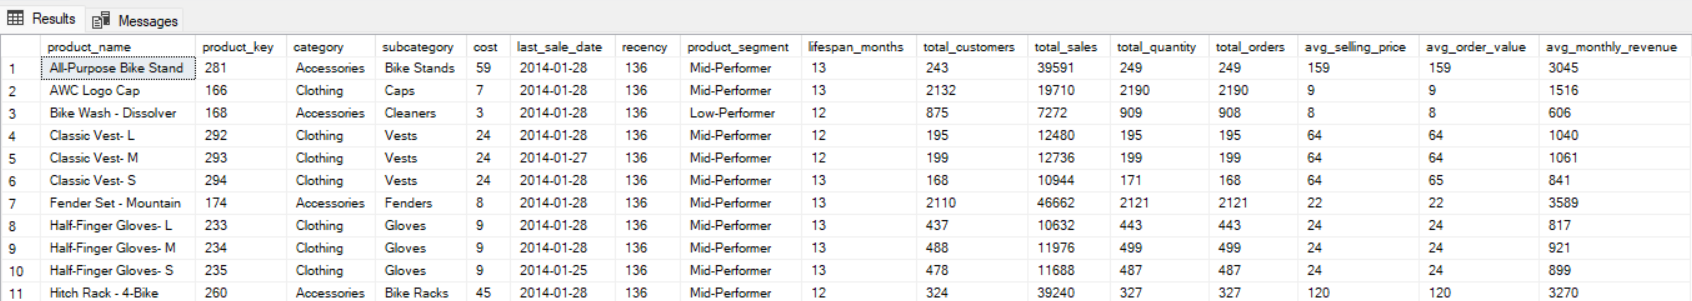 Results Messages
product_name product_key category subcategory cost last_sale_date recency product_segment lifespan_months total_customers total_sales total_quantity total_orders avg_selling_price avg_order_value avg_monthly_revenue
1 All-Purpose Bike Stand 281 Accessories Bike Stands 59 2014-01-28 136 Mid-Performer 13 243 39591 249 249 159 159 3045
2 AWC Logo Cap 166 Clothing Caps 7 2014-01-28 136 Mid-Performer 13 2132 19710 2190 2190 9 9 1516
3 Bike Wash - Dissolver 168 Accessories Cleaners 3 2014-01-28 136 Low-Performer 12 875 7272 909 908 8 8 606
4 Classic Vest- L 292 Clothing Vests 24 2014-01-28 136 Mid-Performer 12 195 12480 195 195 64 64 1040
5 Classic Vest- M 293 Clothing Vests 24 2014-01-27 136 Mid-Performer 12 199 12736 199 199 64 64 1061
6 Classic Vest- S 294 Clothing Vests 24 2014-01-28 136 Mid-Performer 13 168 10944 171 168 64 65 841
7 Fender Set - Mountain 174 Accessories Fenders 8 2014-01-28 136 Mid-Performer 13 2110 46662 2121 2121 22 22 3589
8 Half-Finger Gloves- L 233 Clothing Gloves 9 2014-01-28 136 Mid-Performer 13 437 10632 443 443 24 24 817
9 Half-Finger Gloves- M 234 Clothing Gloves 9 2014-01-28 136 Mid-Performer 13 488 11976 499 499 24 24 921
10 Half-Finger Gloves- S 235 Clothing Gloves 9 2014-01-25 136 Mid-Performer 13 478 11688 487 487 24 24 899
11 Hitch Rack - 4-Bike 260 Accessories Bike Racks 45 2014-01-28 136 Mid-Performer 12 324 39240 327 327 120 120 3270